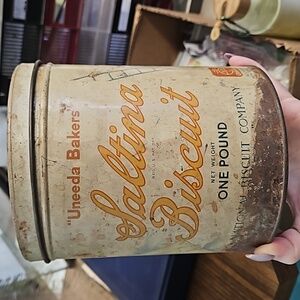 "Uneeda Bakers"
Saltina
Biscuit
NET WEIGHT
ONE POUND
NATIONAL BISCUIT COMPANY